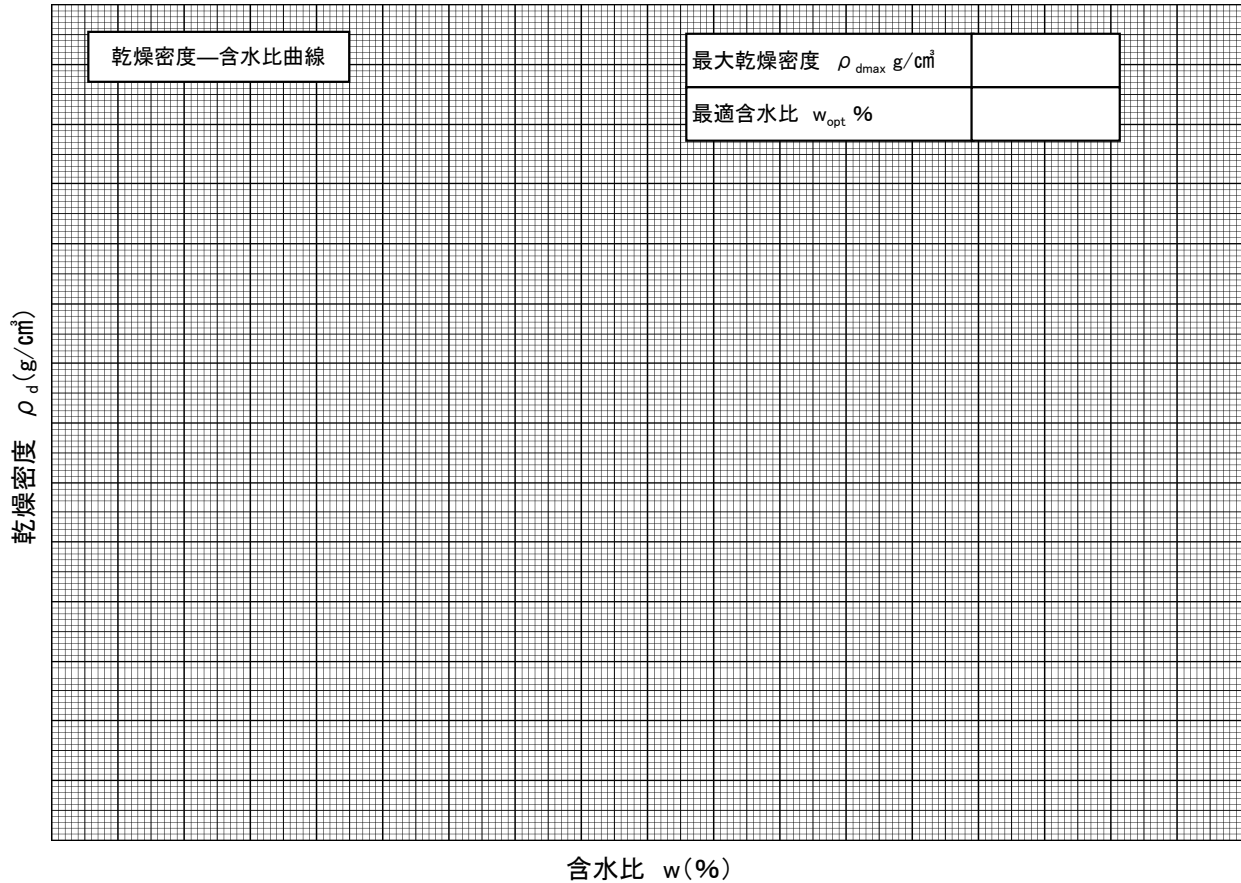 乾燥密度―含水比曲線
最大乾燥密度 ρdmax g/c㎥
最適含水比 wopt %
乾燥密度 ρd(g/c㎥)
含水比 w(%)